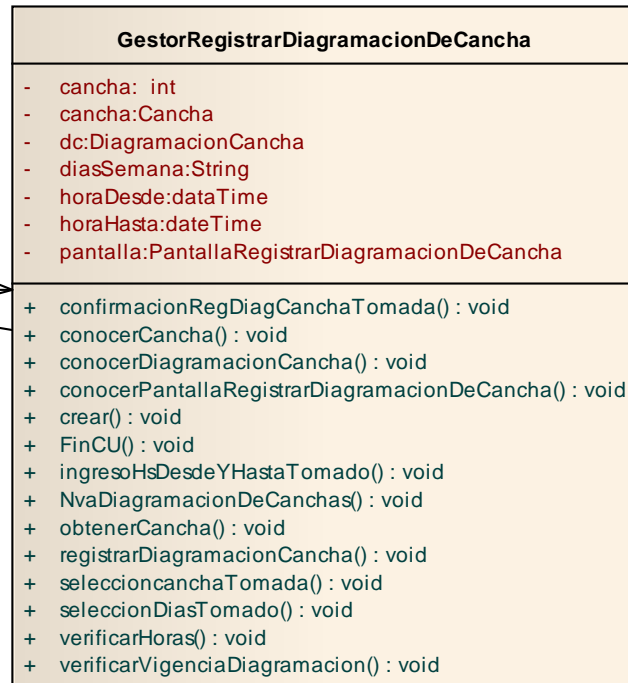 GestorRegistrarDiagramacionDeCancha
- cancha: int
- cancha:Cancha
- dc:DiagramacionCancha
- diasSemana:String
- horaDesde:dataTime
- horaHasta:dateTime
- pantalla:PantallaRegistrarDiagramacionDeCancha
+ confirmacionRegDiagCanchaTomada() : void
+ conocerCancha() : void
+ conocerDiagramacionCancha() : void
+ conocerPantallaRegistrarDiagramacionDeCancha() : void
+ crear() : void
+ FinCU() : void
+ ingresoHsDesdeYHastaTomado() : void
+ NvaDiagramacionDeCanchas() : void
+ obtenerCancha() : void
+ registrarDiagramacionCancha() : void
+ seleccioncanchaTomada() : void
+ seleccionDiasTomado() : void
+ verificarHoras() : void
+ verificarVigenciaDiagramacion() : void